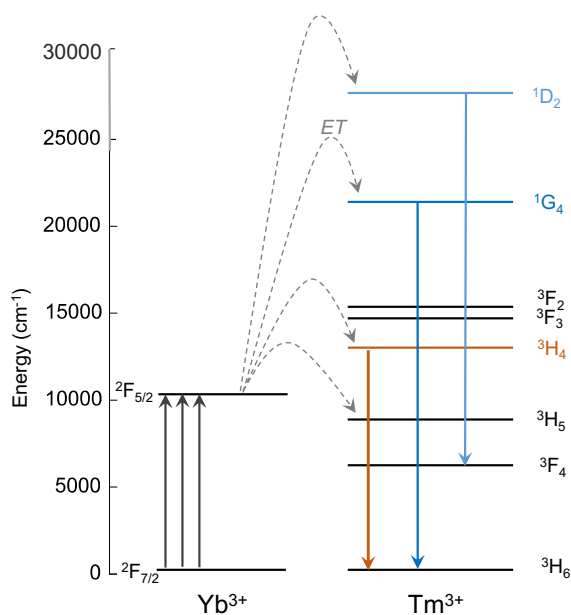 30000
25000
20000
15000
10000
5000
0
Energy (cm⁻¹)
ET
²F₅/₂
²F₇/₂
¹D₂
¹G₄
³F₂
³F₃
³H₄
³H₅
³F₄
³H₆
Yb³⁺
Tm³⁺